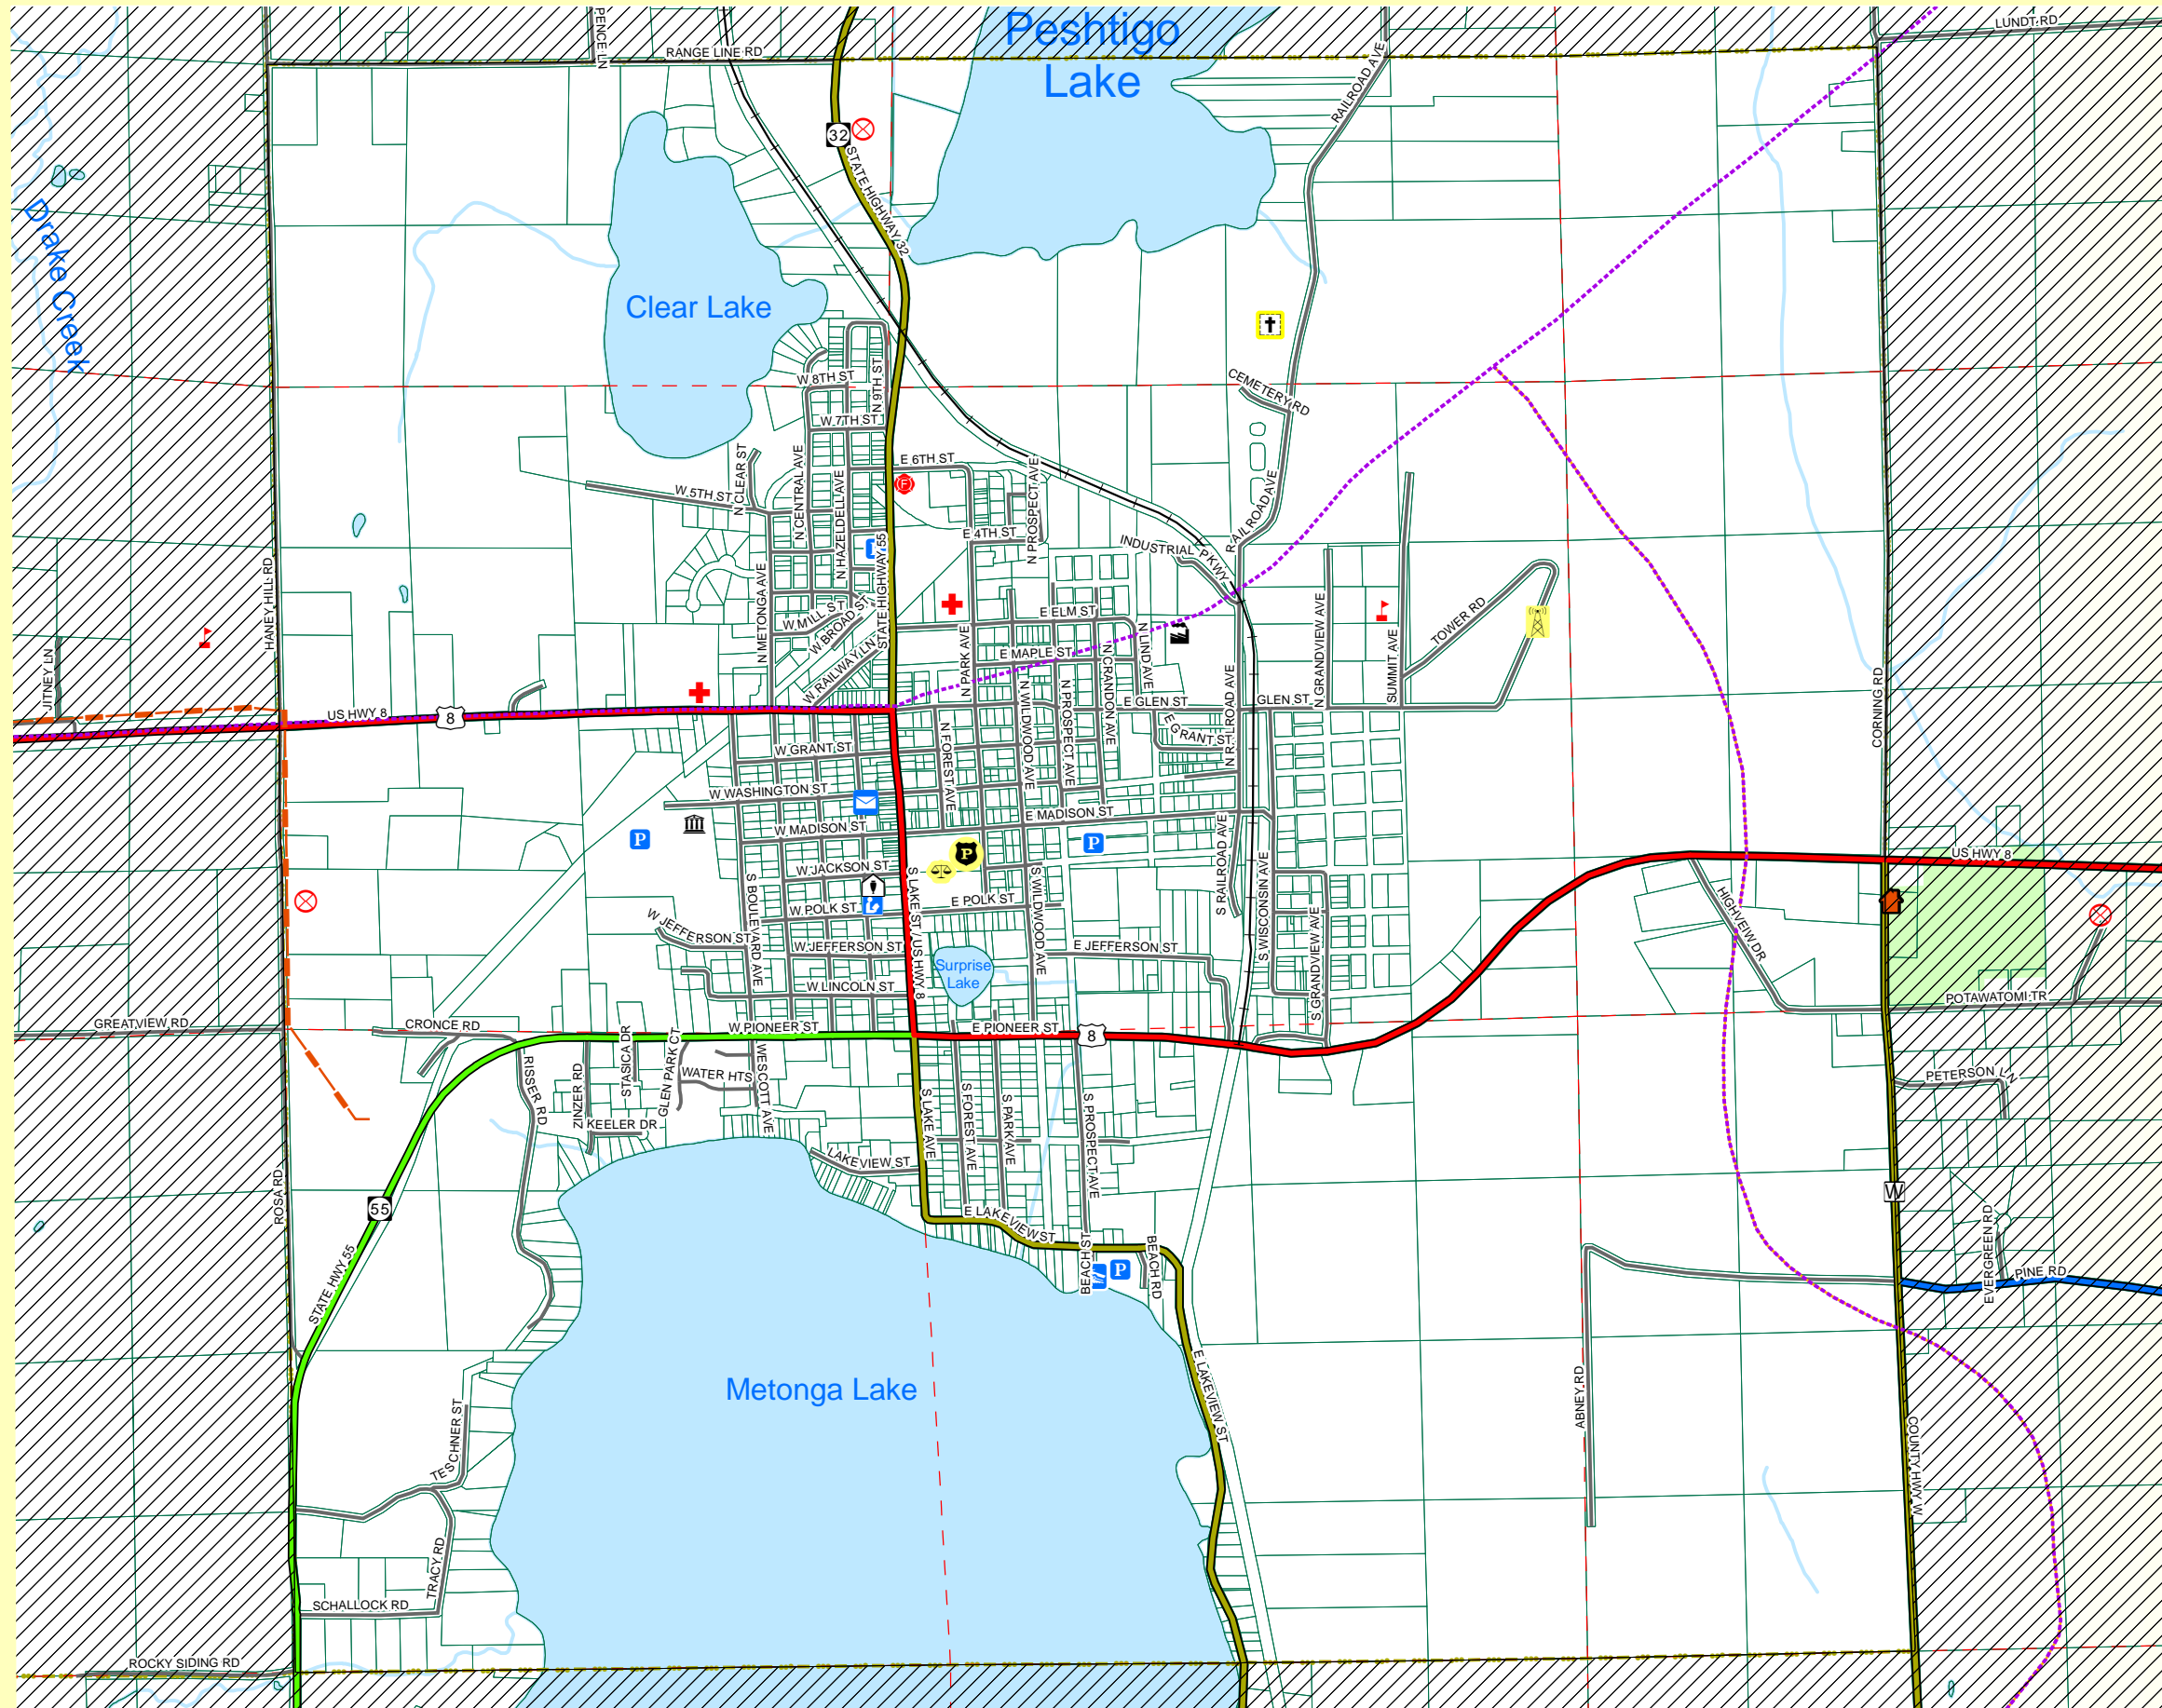 PENCE LN
RANGE LINE RD
Peshtigo
Lake
LUNDT RD
RAILROAD AVE
32
STATE HIGHWAY 32
Drake Creek
Clear Lake
W 8TH ST
N 9TH ST
W 7TH ST
CEMETERY RD
E 6TH ST
F
N CLEAR ST
W 5TH ST
N CENTRAL AVE
N HAZELDELL AVE
N PROSPECT AVE
E 4TH ST
RAILROAD AVE
INDUSTRIAL PKWY
STATE HIGHWAY 55
HANEY HILL RD
N METONGA AVE
W MILL ST
W BROAD ST
W RAILWAY LN
E ELM ST
E MAPLE ST
N PARK AVE
N LIND AVE
N CRANDON AVE
N GRANDVIEW AVE
SUMMIT AVE
TOWER RD
JITNEY LN
CORNING RD
US HWY 8
8
E GLEN ST
GLEN ST
E GRANT ST
N RAILROAD AVE
N FOREST AVE
N WILDWOOD AVE
N PROSPECT AVE
W GRANT ST
W WASHINGTON ST
W MADISON ST
E MADISON ST
P
P
P
W JACKSON ST
S LAKE ST / US HWY 8
S BOULEVARD AVE
W POLK ST
E POLK ST
S WILDWOOD AVE
S RAILROAD AVE
S WISCONSIN AVE
S GRANDVIEW AVE
US HWY 8
HIGHVEIW DR
W JEFFERSON ST
W JEFFERSON ST
E JEFFERSON ST
Surprise
Lake
W LINCOLN ST
POTAWATOMI TR
GREAT VIEW RD
CRONCE RD
W PIONEER ST
E PIONEER ST
8
RISSER RD
ZINZER RD
STASICA DR
GLEN PARK CT
WATER HTS
WESCOTT AVE
KEELER DR
PETERSON LN
S LAKE AVE
S FOREST AVE
S PARK AVE
S PROSPECT AVE
LAKEVIEW ST
ROSA RD
55
STATE HWY 55
E LAKEVIEW ST
BEACH ST
P
BEACH RD
W
EVERGREEN RD
PINE RD
Metonga Lake
E LAKEVIEW ST
ABNEY RD
COUNTY HWY W
TESCHNER ST
TRACY RD
SCHALLOCK RD
ROCKY SIDING RD